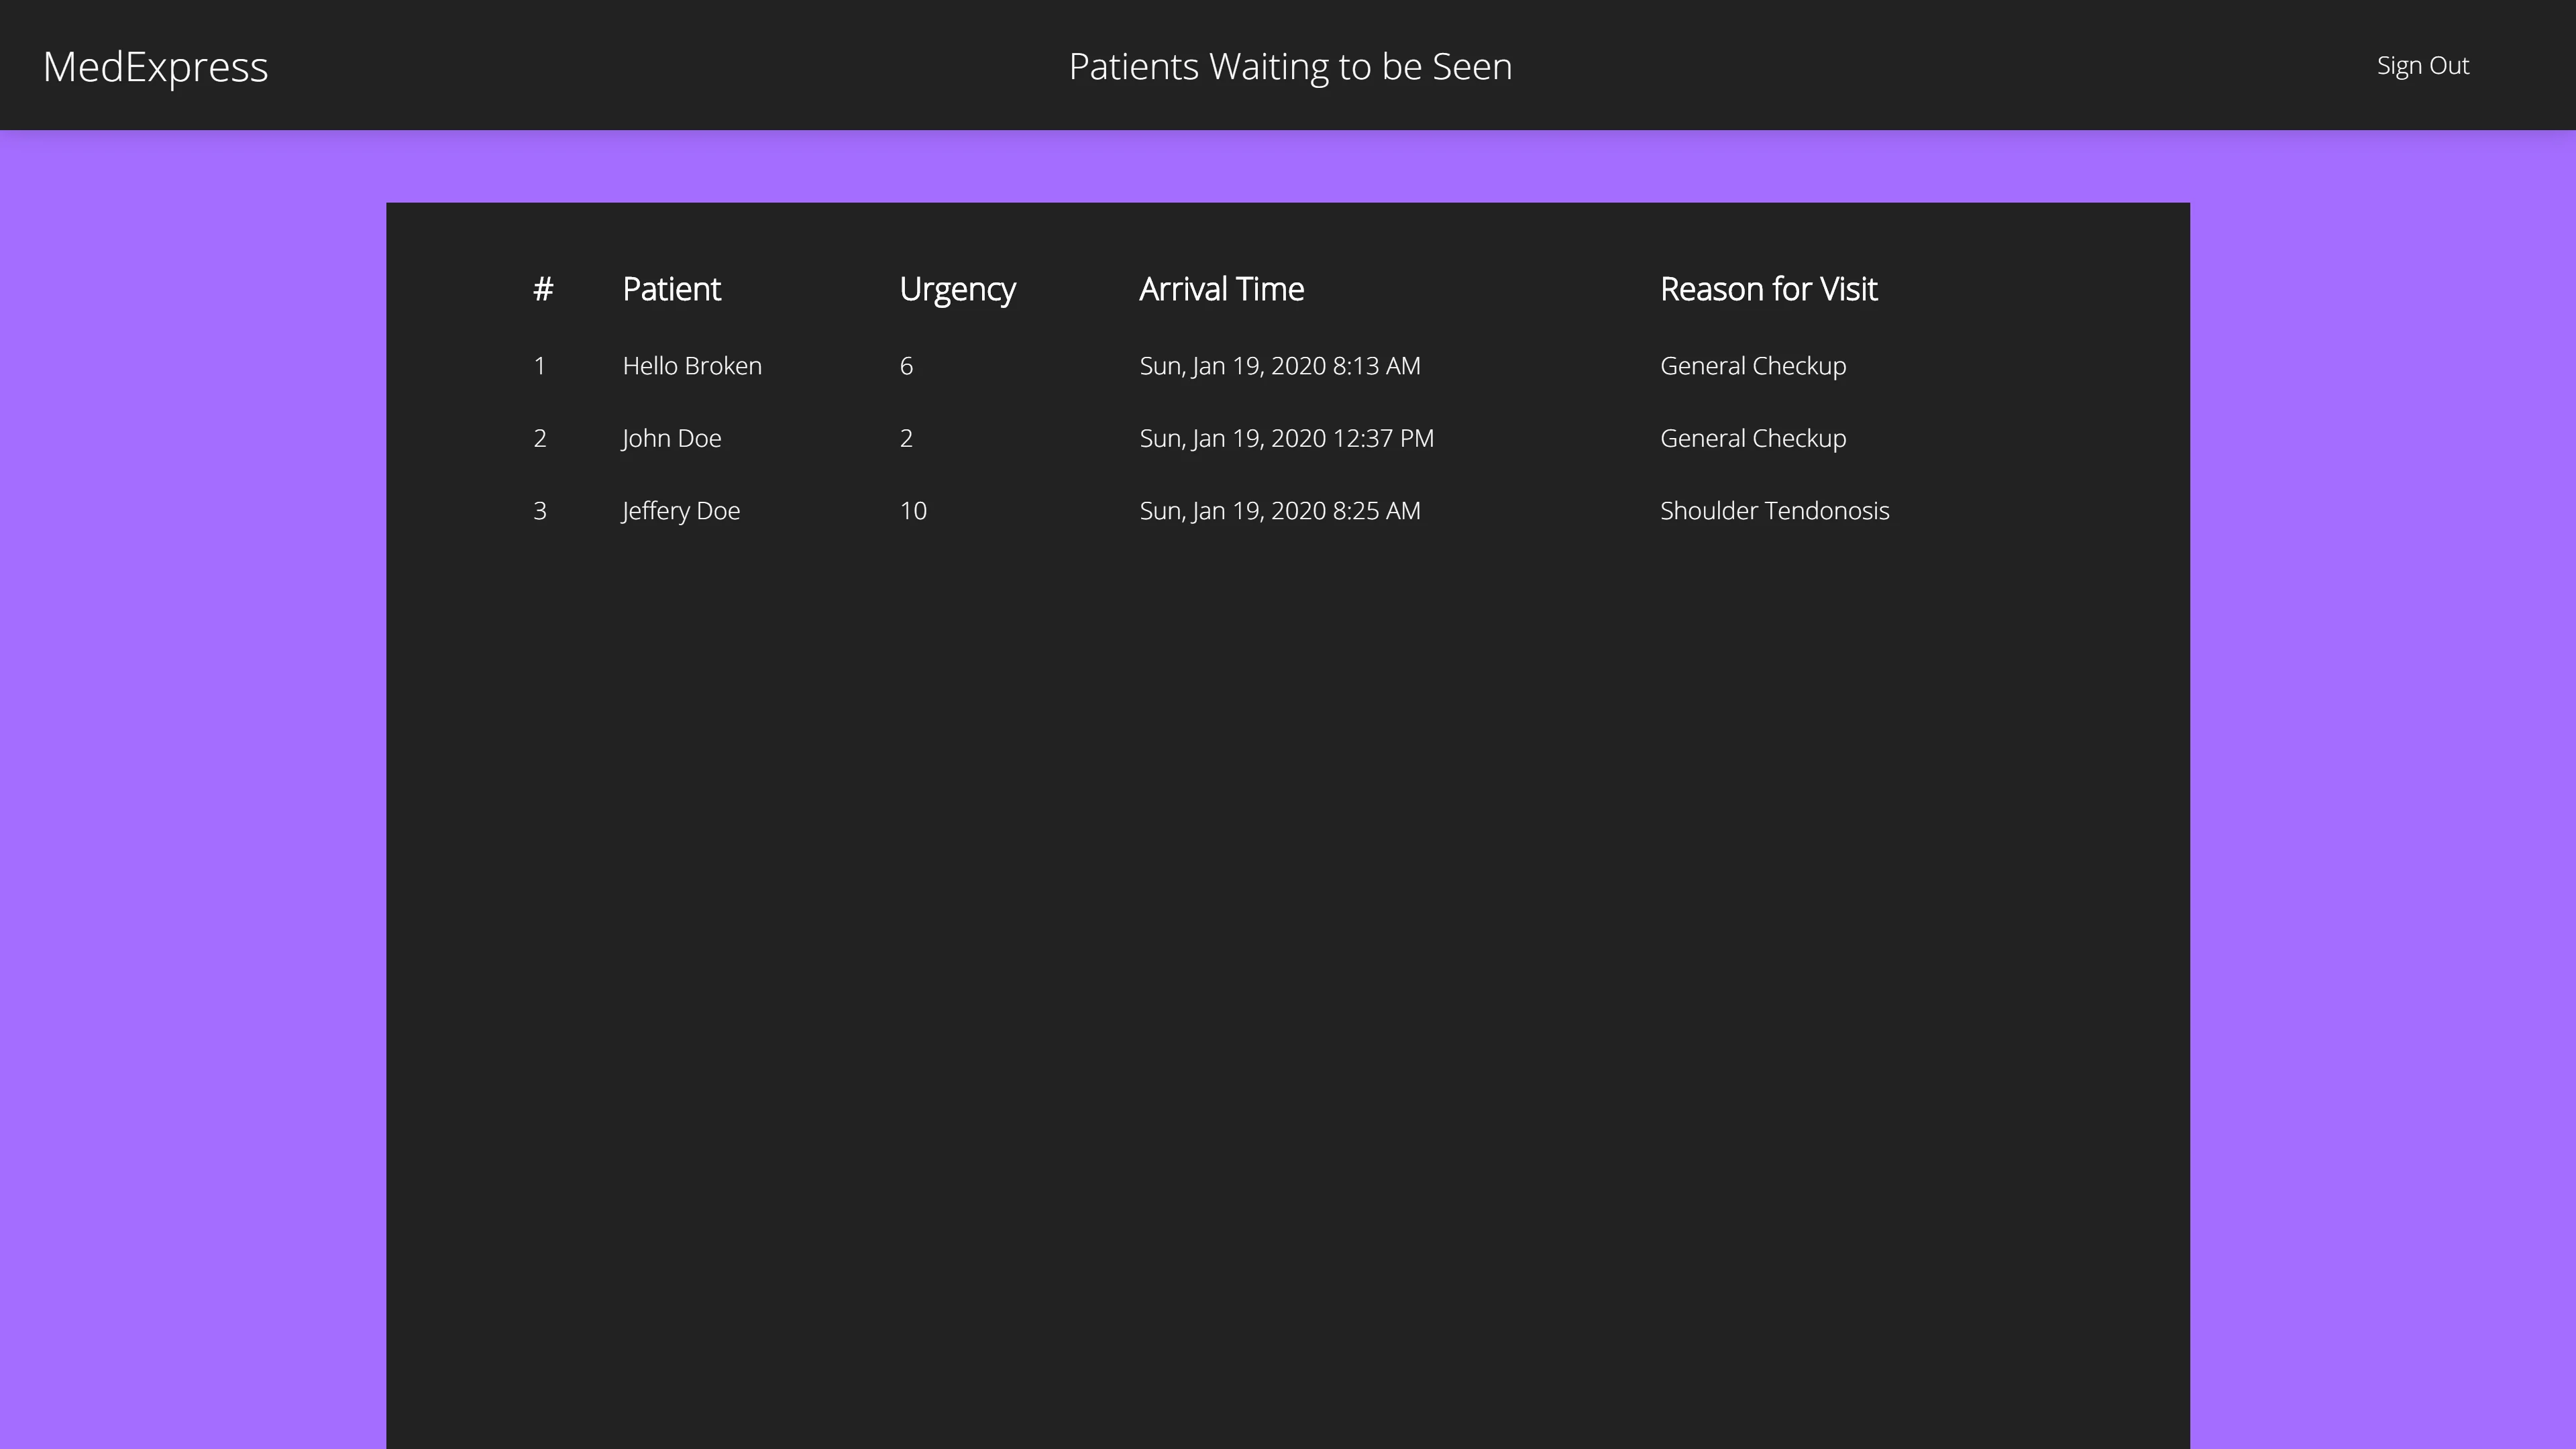 MedExpress Patients Waiting to be Seen Sign Out
# Patient Urgency Arrival Time Reason for Visit
1 Hello Broken 6 Sun, Jan 19, 2020 8:13 AM General Checkup
2 John Doe 2 Sun, Jan 19, 2020 12:37 PM General Checkup
3 Jeffery Doe 10 Sun, Jan 19, 2020 8:25 AM Shoulder Tendonosis